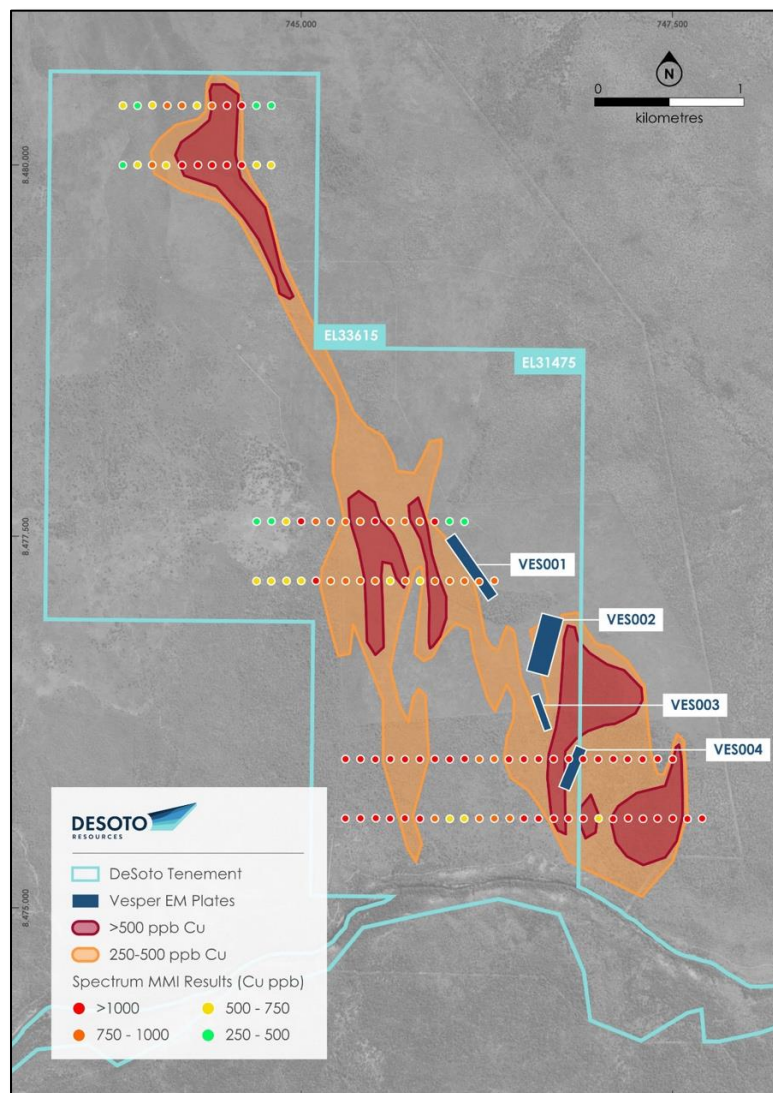 745,000
747,500
N
0
1
kilometres
8,480,000
EL33615
EL31475
8,477,500
VES001
VES002
VES003
VES004
8,475,000
DESOTO
RESOURCES
DeSoto Tenement
Vesper EM Plates
>500 ppb Cu
250-500 ppb Cu
Spectrum MMI Results (Cu ppb)
>1000
500 - 750
750 - 1000
250 - 500